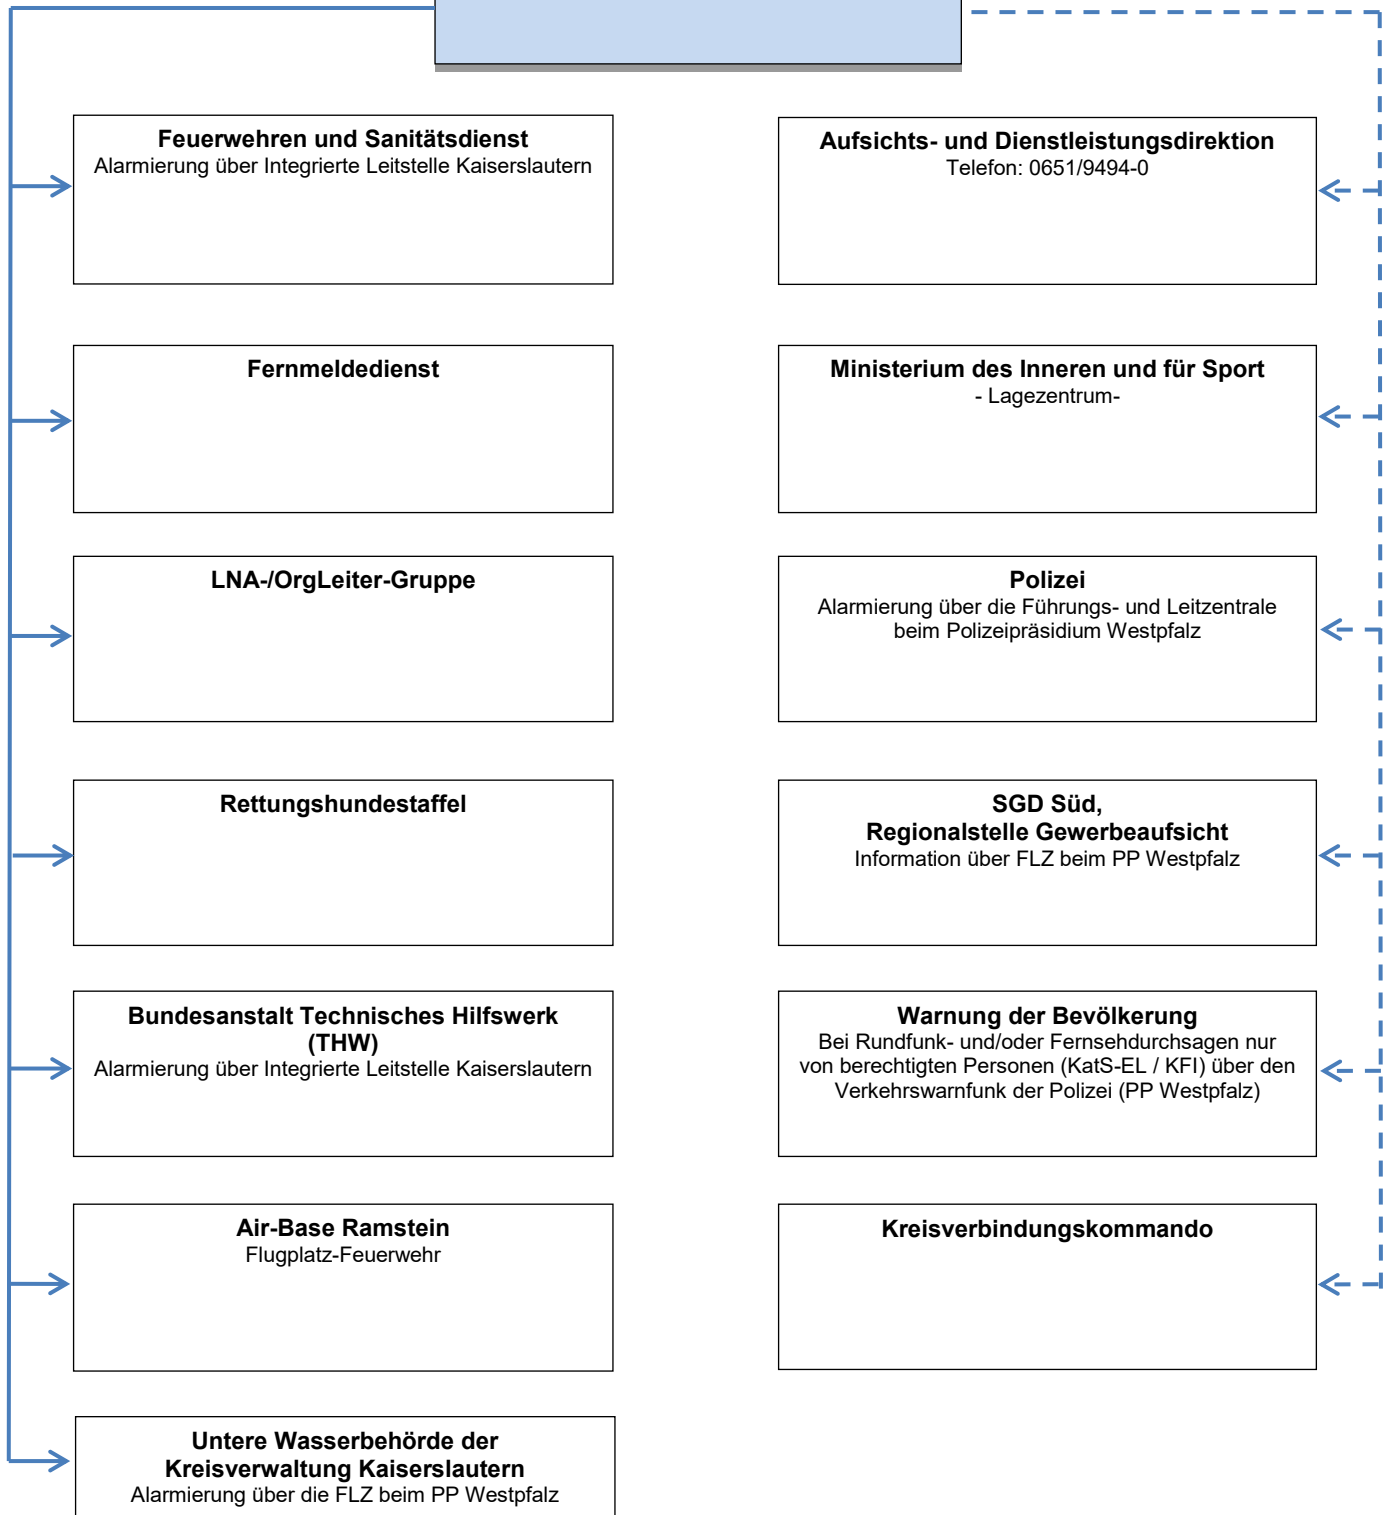 Feuerwehren und Sanitätsdienst
Alarmierung über Integrierte Leitstelle Kaiserslautern
Aufsichts- und Dienstleistungsdirektion
Telefon: 0651/9494-0
Fernmeldedienst
Ministerium des Inneren und für Sport
- Lagezentrum-
LNA-/OrgLeiter-Gruppe
Polizei
Alarmierung über die Führungs- und Leitzentrale
beim Polizeipräsidium Westpfalz
Rettungshundestaffel
SGD Süd,
Regionalstelle Gewerbeaufsicht
Information über FLZ beim PP Westpfalz
Bundesanstalt Technisches Hilfswerk
(THW)
Alarmierung über Integrierte Leitstelle Kaiserslautern
Warnung der Bevölkerung
Bei Rundfunk- und/oder Fernsehdurchsagen nur
von berechtigten Personen (KatS-EL / KFI) über den
Verkehrswarnfunk der Polizei (PP Westpfalz)
Air-Base Ramstein
Flugplatz-Feuerwehr
Kreisverbindungskommando
Untere Wasserbehörde der
Kreisverwaltung Kaiserslautern
Alarmierung über die FLZ beim PP Westpfalz